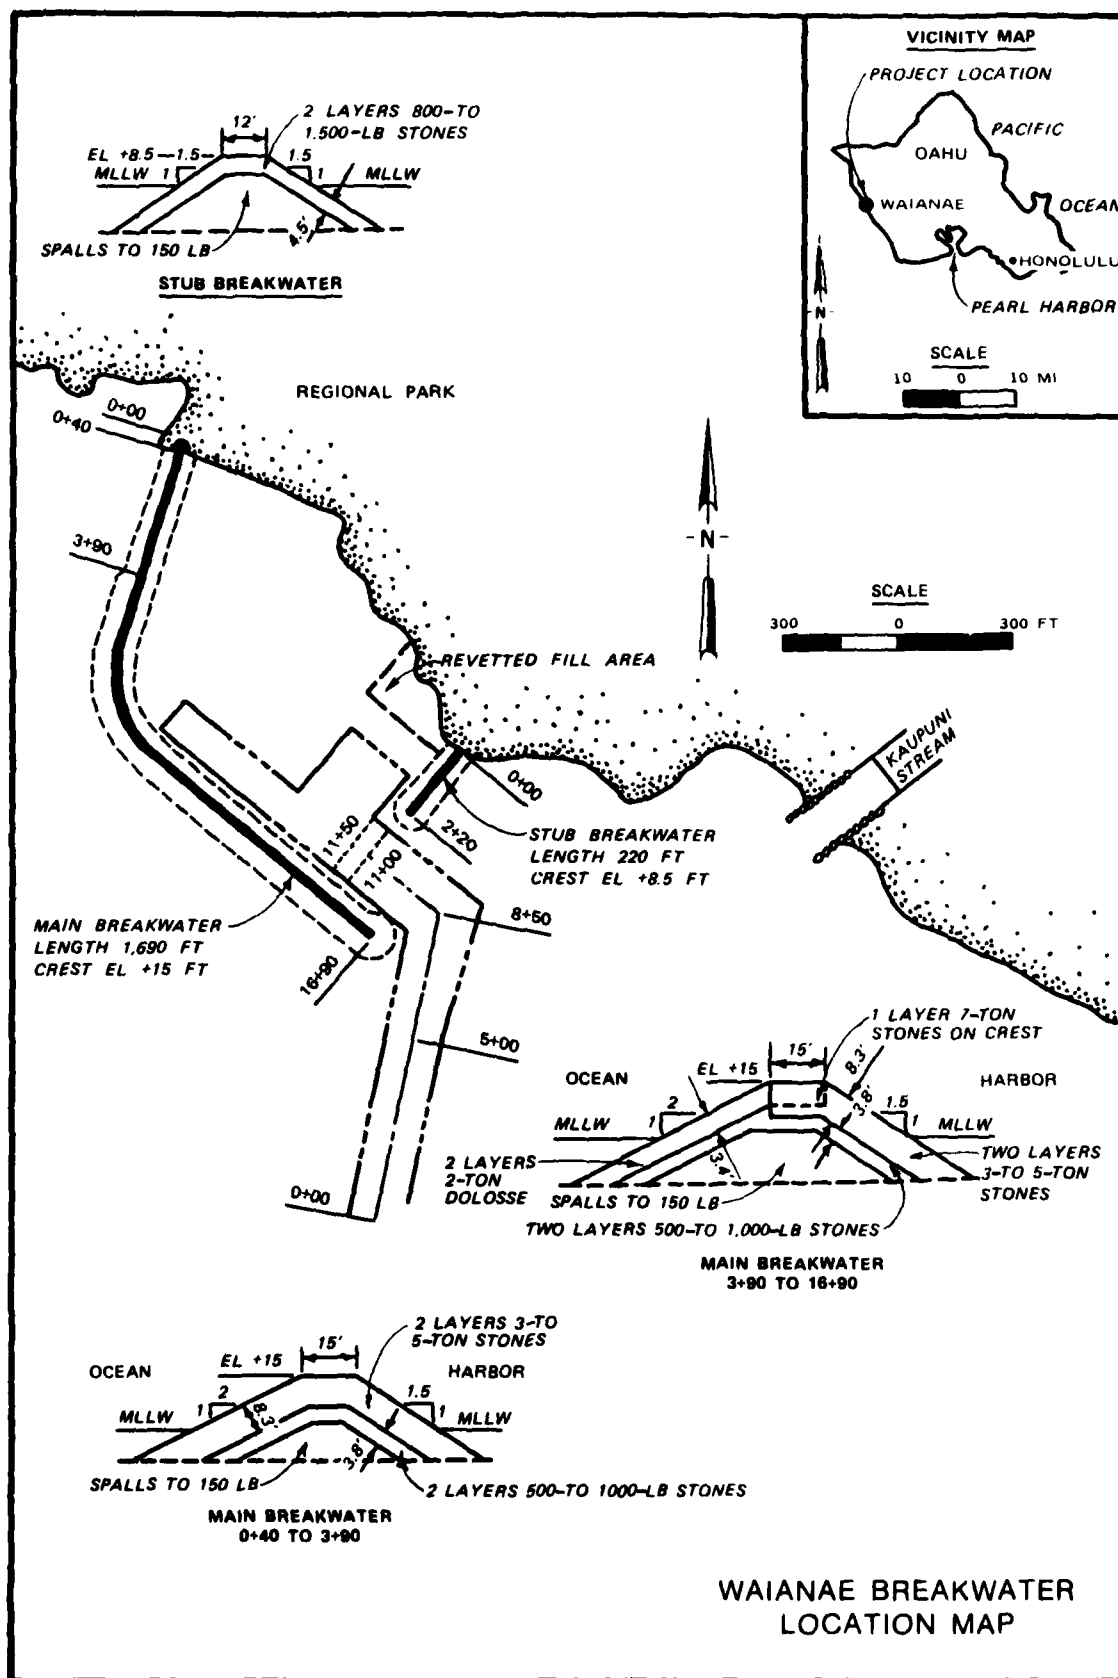 VICINITY MAP
PROJECT LOCATION
PACIFIC
OAHU
WAIANAE
OCEAN
HONOLULU
N
PEARL HARBOR
SCALE
10 0 10 MI
12'
2 LAYERS 800-TO
1,500-LB STONES
EL +8.5 1.5 1.5
MLLW 1 1 MLLW
4.5'
SPALLS TO 150 LB
STUB BREAKWATER
REGIONAL PARK
0+00
0+40
3+90
N
SCALE
300 0 300 FT
REVETTED FILL AREA
KAUPUNI
STREAM
0+00
2+20
STUB BREAKWATER
LENGTH 220 FT
CREST EL +8.5 FT
11+50
11+00
8+50
MAIN BREAKWATER
LENGTH 1,690 FT
CREST EL +15 FT
16+90
5+00
0+00
1 LAYER 7-TON
STONES ON CREST
15'
8.3'
OCEAN EL +15 HARBOR
2 3.8' 1.5
MLLW 1 1 MLLW
2 LAYERS
2-TON
DOLOSSE
3.4'
TWO LAYERS
3-TO 5-TON
STONES
SPALLS TO 150 LB
TWO LAYERS 500-TO 1,000-LB STONES
MAIN BREAKWATER
3+90 TO 16+90
2 LAYERS 3-TO
5-TON STONES
15'
OCEAN EL +15 HARBOR
2 1.5
MLLW 1 8.3' 1 MLLW
3.8'
SPALLS TO 150 LB
2 LAYERS 500-TO 1000-LB STONES
MAIN BREAKWATER
0+40 TO 3+90
WAIANAE BREAKWATER
LOCATION MAP